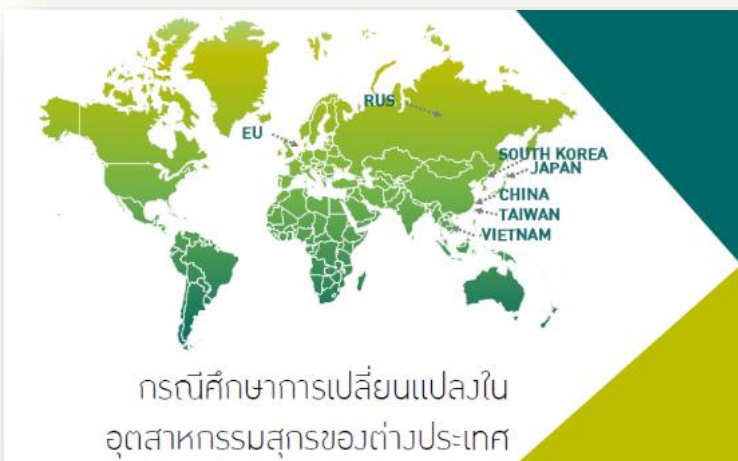 RUS
EU
SOUTH KOREA
JAPAN
CHINA
TAIWAN
VIETNAM
กรณีศึกษาการเปลี่ยนแปลงใน
อุตสาหกรรมสุกรของต่างประเทศ